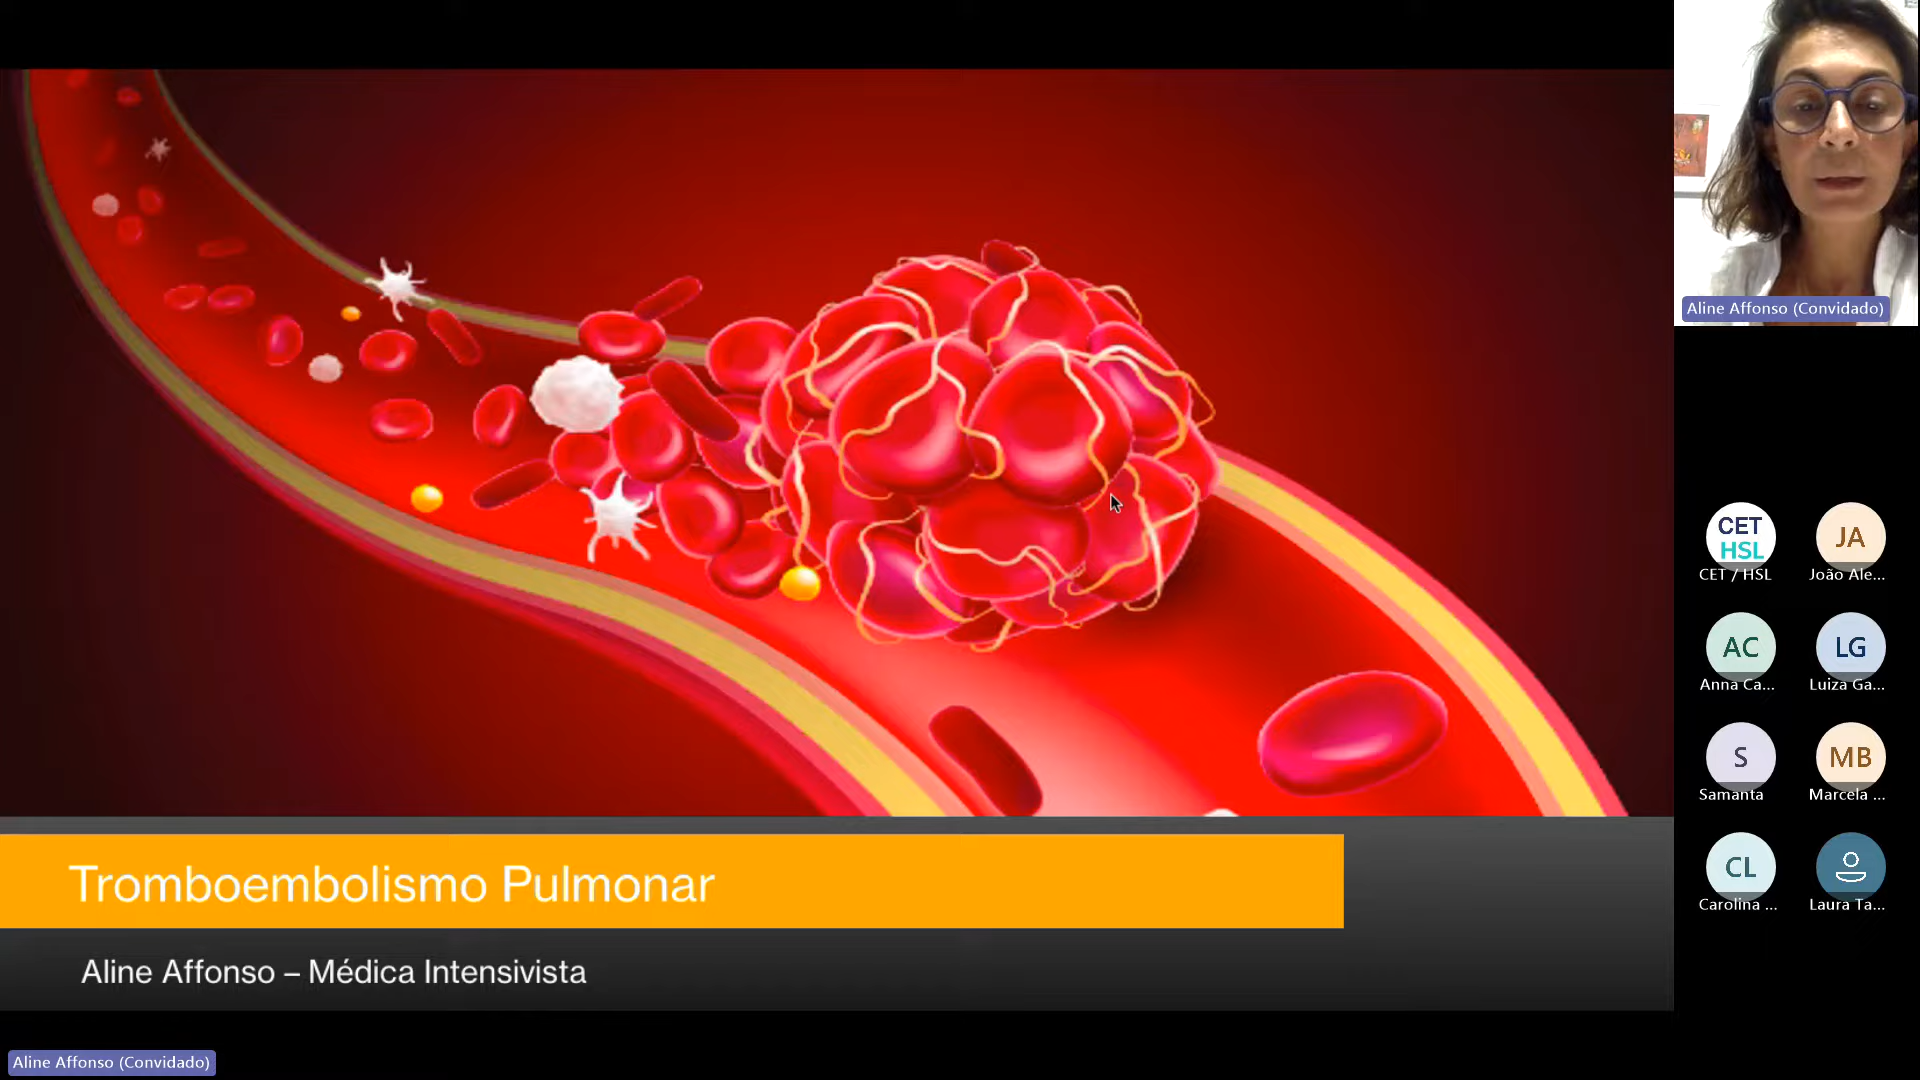 Aline Affonso (Convidado)
CET
HSL
CET / HSL
JA
João Ale...
AC
Anna Ca...
LG
Luiza Ga...
S
Samanta
MB
Marcela ...
CL
Carolina ...
Laura Ta...
Tromboembolismo Pulmonar
Aline Affonso – Médica Intensivista
Aline Affonso (Convidado)